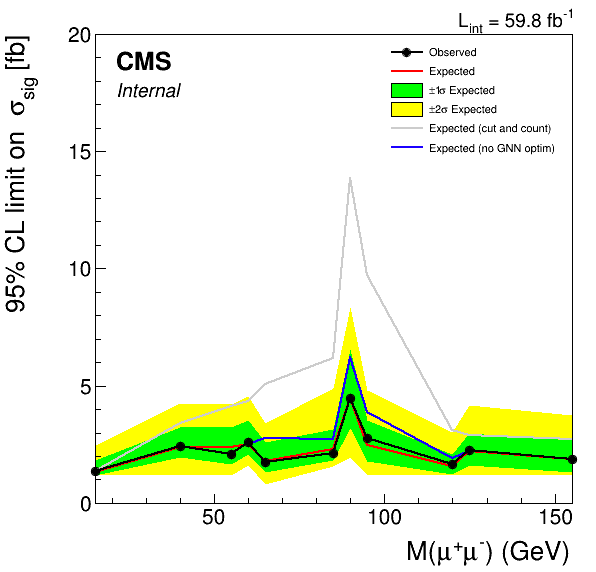 L_int = 59.8 fb^-1
95% CL limit on σ_sig [fb]
CMS
Internal
Observed
Expected
±1σ Expected
±2σ Expected
Expected (cut and count)
Expected (no GNN optim)
20
15
10
5
0
50
100
150
M(μ⁺μ⁻) (GeV)